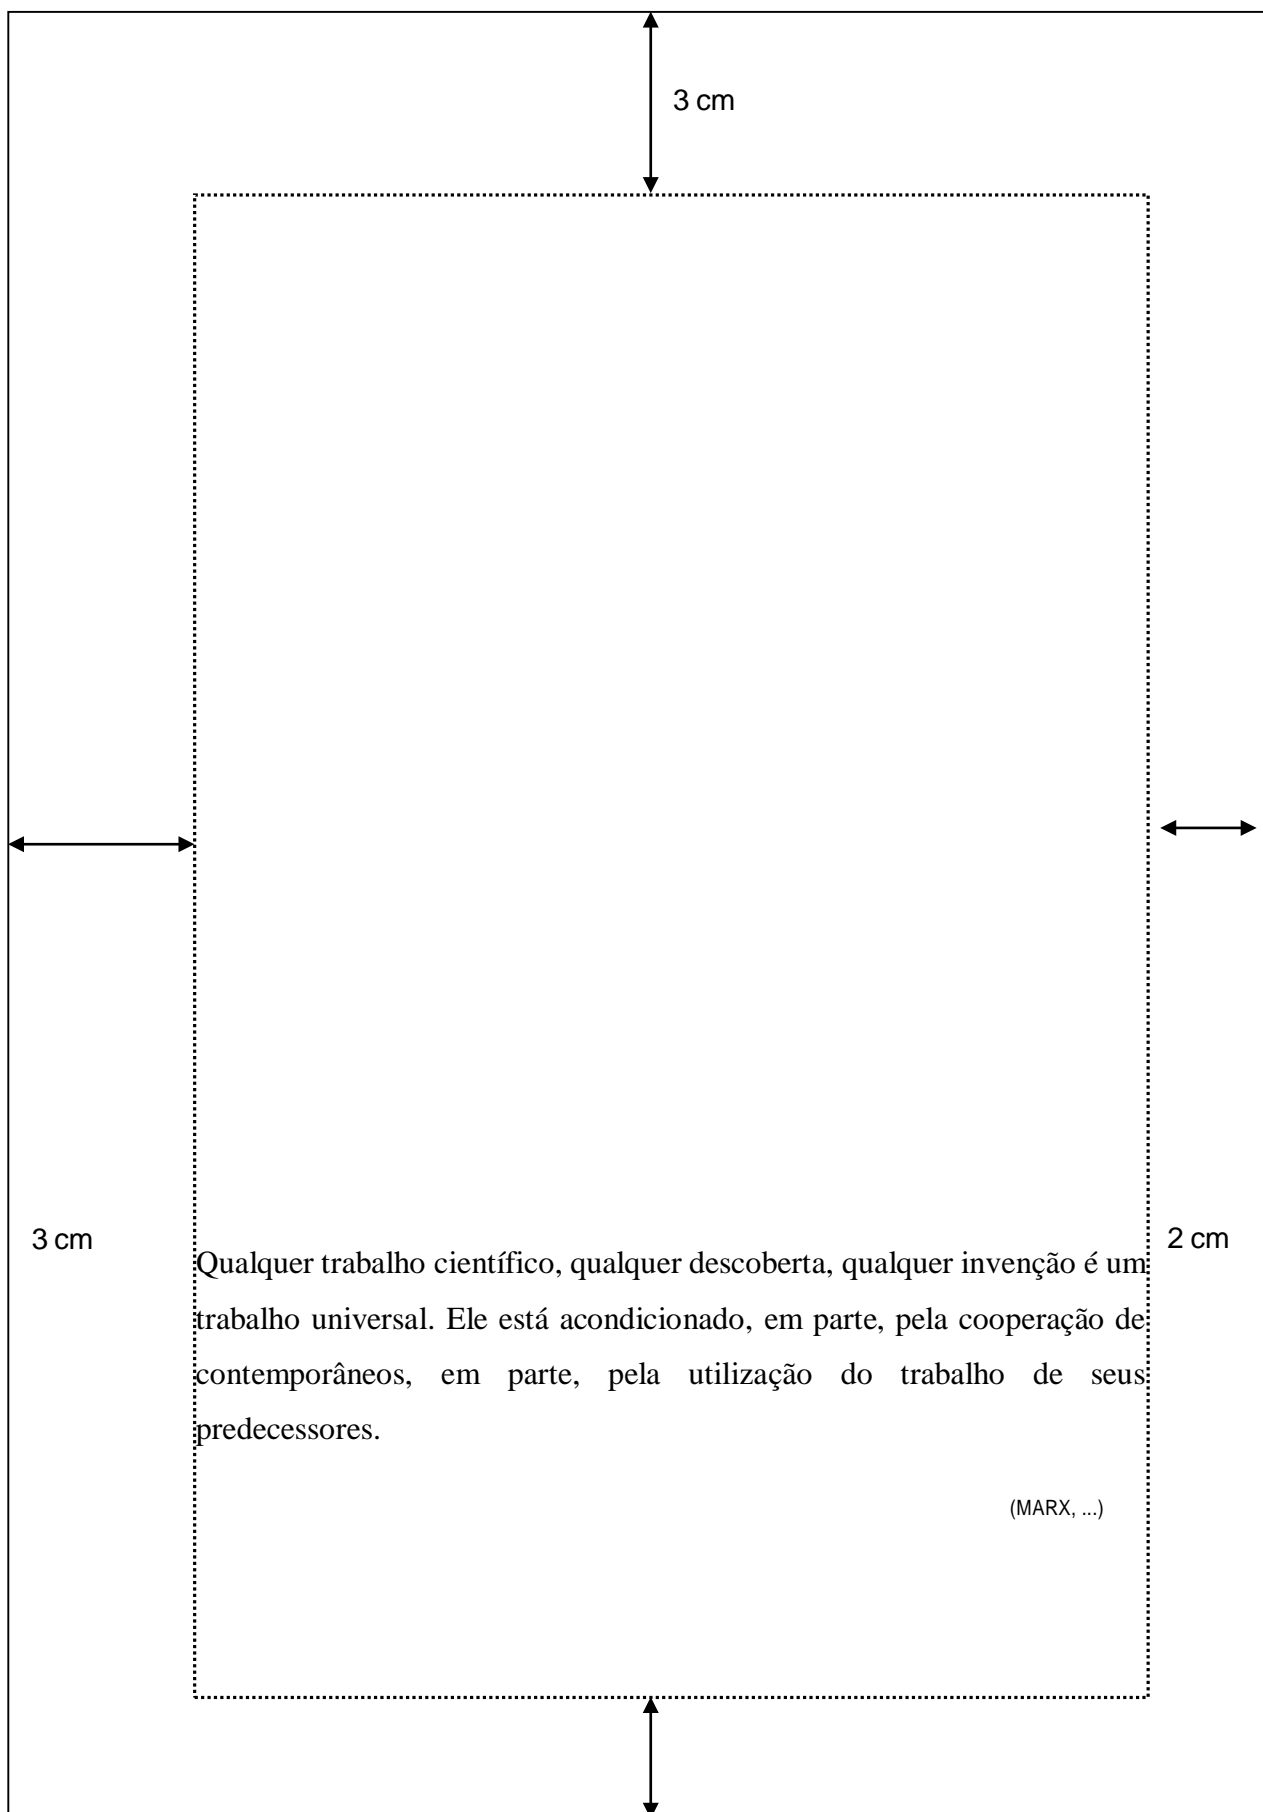 3 cm
3 cm
2 cm
Qualquer trabalho científico, qualquer descoberta, qualquer invenção é um
trabalho universal. Ele está acondicionado, em parte, pela cooperação de
contemporâneos, em parte, pela utilização do trabalho de seus
predecessores.
(MARX, ...)